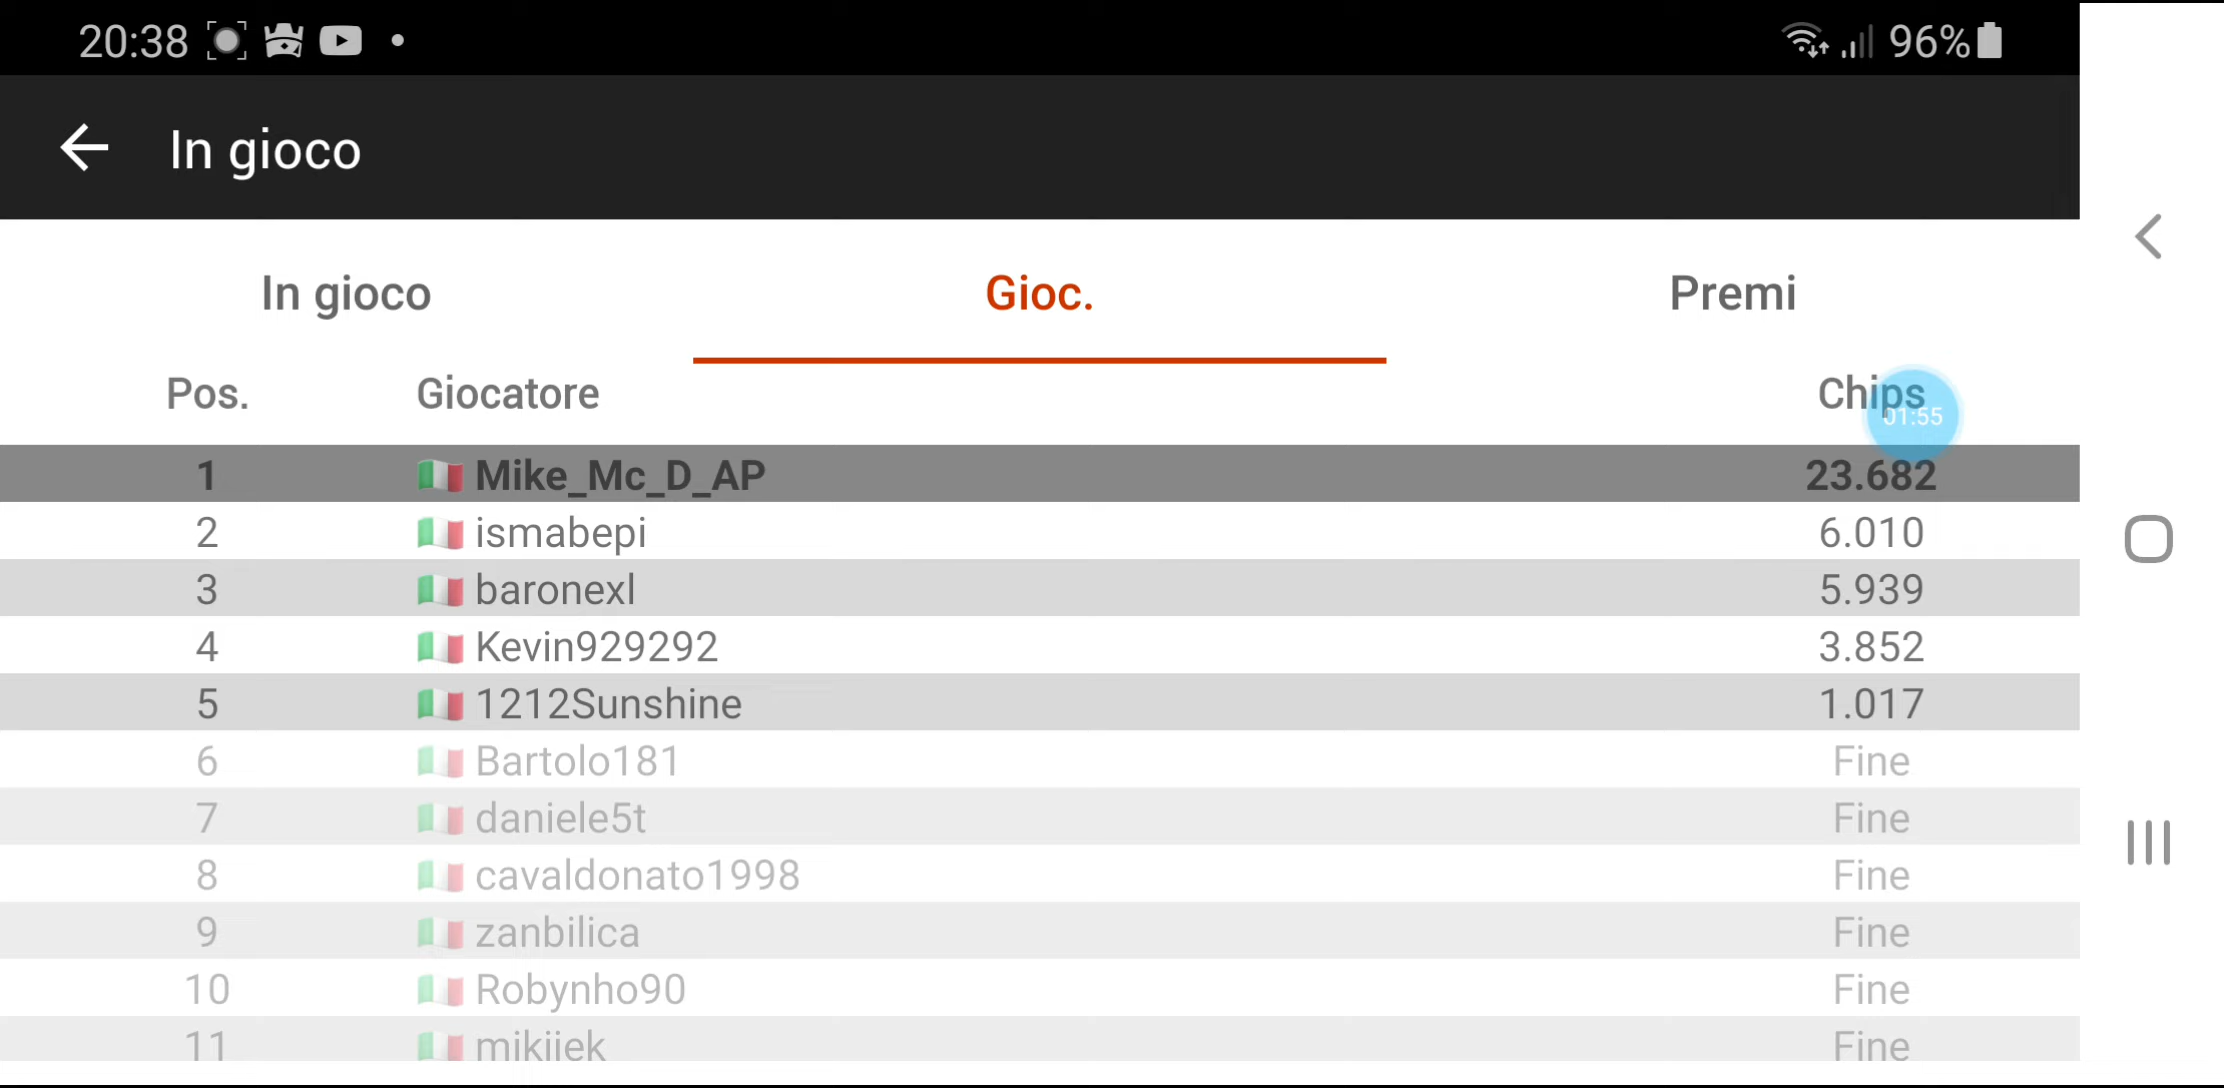 20:38 96%
In gioco
In gioco Gioc. Premi
Pos. Giocatore Chips
01:55
1 Mike_Mc_D_AP 23.682
2 ismabepi 6.010
3 baronexl 5.939
4 Kevin929292 3.852
5 1212Sunshine 1.017
6 Bartolo181 Fine
7 daniele5t Fine
8 cavaldonato1998 Fine
9 zanbilica Fine
10 Robynho90 Fine
11 Fine